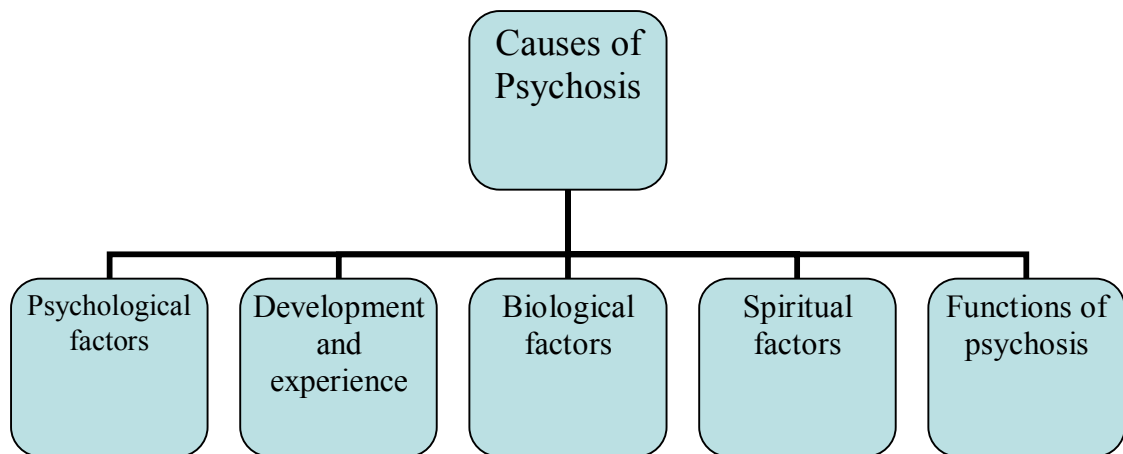 Causes of
Psychosis
Psychological
factors
Development
and
experience
Biological
factors
Spiritual
factors
Functions of
psychosis